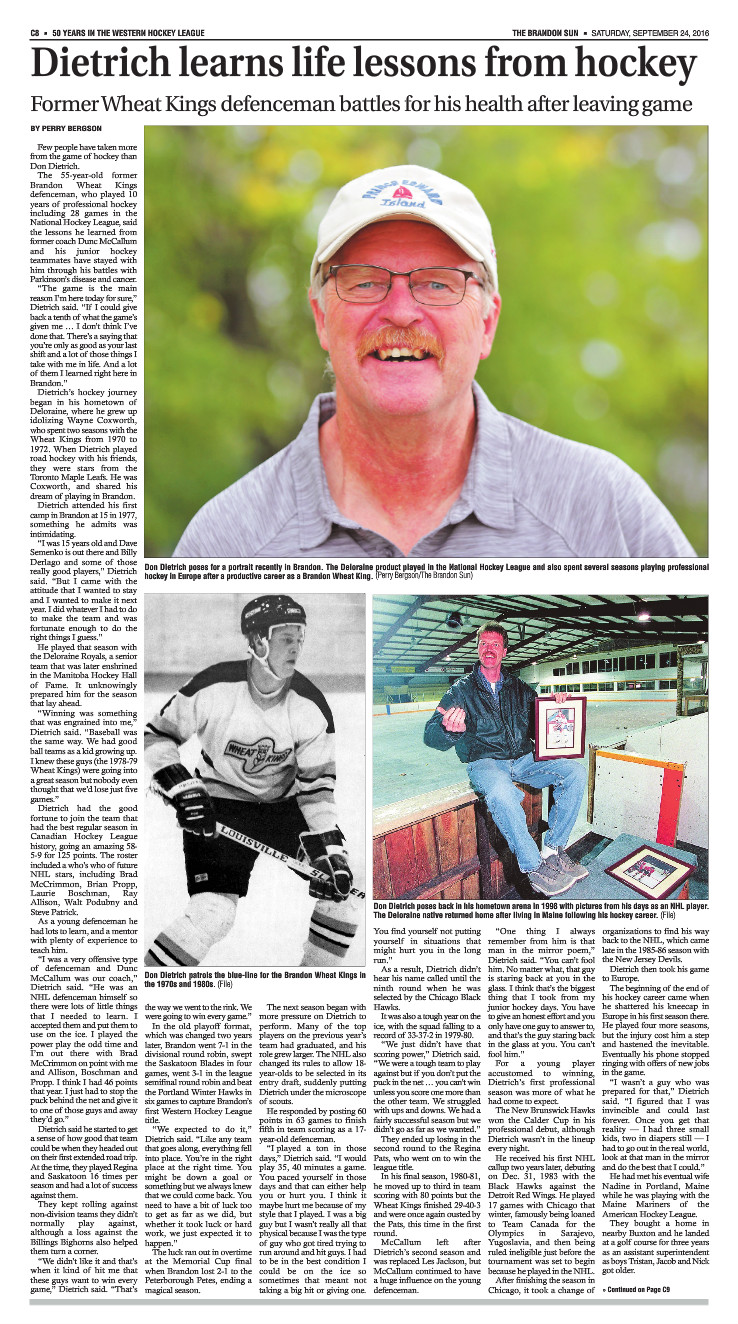 C8 ▪ 50 YEARS IN THE WESTERN HOCKEY LEAGUE
THE BRANDON SUN ▪ SATURDAY, SEPTEMBER 24, 2016
Dietrich learns life lessons from hockey
Former Wheat Kings defenceman battles for his health after leaving game
BY PERRY BERGSON
Few people have taken more
from the game of hockey than
Don Dietrich.
The 55-year-old former
Brandon Wheat Kings
defenceman, who played 10
years of professional hockey
including 28 games in the
National Hockey League, said
the lessons he learned from
former coach Dunc McCallum
and his junior hockey
teammates have stayed with
him through his battles with
Parkinson's disease and cancer.
"The game is the main
reason I'm here today for sure,"
Dietrich said. "If I could give
back a tenth of what the game's
given me … I don't think I've
done that. There's a saying that
you're only as good as your last
shift and a lot of those things I
take with me in life. And a lot
of them I learned right here in
Brandon."
Dietrich's hockey journey
began in his hometown of
Deloraine, where he grew up
idolizing Wayne Coxworth,
who spent two seasons with the
Wheat Kings from 1970 to
1972. When Dietrich played
road hockey with his friends,
they were stars from the
Toronto Maple Leafs. He was
Coxworth, and shared his
dream of playing in Brandon.
Dietrich attended his first
camp in Brandon at 15 in 1977,
something he admits was
intimidating.
"I was 15 years old and Dave
Semenko is out there and Billy
Derlago and some of those
really good players," Dietrich
said. "But I came with the
attitude that I wanted to stay
and I wanted to make it next
year. I did whatever I had to do
to make the team and was
fortunate enough to do the
right things I guess."
He played that season with
the Deloraine Royals, a senior
team that was later enshrined
in the Manitoba Hockey Hall
of Fame. It unknowingly
prepared him for the season
that lay ahead.
"Winning was something
that was engrained into me,"
Dietrich said. "Baseball was
the same way. We had good
ball teams as a kid growing up.
I knew these guys (the 1978-79
Wheat Kings) were going into
a great season but nobody even
thought that we'd lose just five
games."
Dietrich had the good
fortune to join the team that
had the best regular season in
Canadian Hockey League
history, going an amazing 58-
5-9 for 125 points. The roster
included a who's who of future
NHL stars, including Brad
McCrimmon, Brian Propp,
Laurie Boschman, Ray
Allison, Walt Podubny and
Steve Patrick.
As a young defenceman he
had lots to learn, and a mentor
with plenty of experience to
teach him.
"I was a very offensive type
of defenceman and Dunc
McCallum was our coach,"
Dietrich said. "He was an
NHL defenceman himself so
there were lots of little things
that I needed to learn. I
accepted them and put them to
use on the ice. I played the
power play the odd time and
I'm out there with Brad
McCrimmon on point with me
and Allison, Boschman and
Propp. I think I had 46 points
that year. I just had to stop the
puck behind the net and give it
to one of those guys and away
they'd go."
Dietrich said he started to get
a sense of how good that team
could be when they headed out
on their first extended road trip.
At the time, they played Regina
and Saskatoon 16 times per
season and had a lot of success
against them.
They kept rolling against
non-division teams they didn't
normally play against,
although a loss against the
Billings Bighorns also helped
them turn a corner.
"We didn't like it and that's
when it kind of hit me that
these guys want to win every
game," Dietrich said. "That's
PRINCE EDWARD
Island
Don Dietrich poses for a portrait recently in Brandon. The Deloraine product played in the National Hockey League and also spent several seasons playing professional
hockey in Europe after a productive career as a Brandon Wheat King. (Perry Bergson/The Brandon Sun)
WHEAT KINGS
LOUISVILLE SLUGGER
Don Dietrich patrols the blue-line for the Brandon Wheat Kings in
the 1970s and 1980s. (File)
Don Dietrich poses back in his hometown arena in 1998 with pictures from his days as an NHL player.
The Deloraine native returned home after living in Maine following his hockey career. (File)
the way we went to the rink. We
were going to win every game."
In the old playoff format,
which was changed two years
later, Brandon went 7-1 in the
divisional round robin, swept
the Saskatoon Blades in four
games, went 3-1 in the league
semifinal round robin and beat
the Portland Winter Hawks in
six games to capture Brandon's
first Western Hockey League
title.
"We expected to do it,"
Dietrich said. "Like any team
that goes along, everything fell
into place. You're in the right
place at the right time. You
might be down a goal or
something but we always knew
that we could come back. You
need to have a bit of luck too
to get as far as we did, but
whether it took luck or hard
work, we just expected it to
happen."
The luck ran out in overtime
at the Memorial Cup final
when Brandon lost 2-1 to the
Peterborough Petes, ending a
magical season.
The next season began with
more pressure on Dietrich to
perform. Many of the top
players on the previous year's
team had graduated, and his
role grew larger. The NHL also
changed its rules to allow 18-
year-olds to be selected in its
entry draft, suddenly putting
Dietrich under the microscope
of scouts.
He responded by posting 60
points in 63 games to finish
fifth in team scoring as a 17-
year-old defenceman.
"I played a ton in those
days," Dietrich said. "I would
play 35, 40 minutes a game.
You paced yourself in those
days and that can either help
you or hurt you. I think it
maybe hurt me because of my
style that I played. I was a big
guy but I wasn't really all that
physical because I was the type
of guy who got tired trying to
run around and hit guys. I had
to be in the best condition I
could be on the ice so
sometimes that meant not
taking a big hit or giving one.
You find yourself not putting
yourself in situations that
might hurt you in the long
run."
As a result, Dietrich didn't
hear his name called until the
ninth round when he was
selected by the Chicago Black
Hawks.
It was also a tough year on the
ice, with the squad falling to a
record of 33-37-2 in 1979-80.
"We just didn't have that
scoring power," Dietrich said.
"We were a tough team to play
against but if you don't put the
puck in the net … you can't win
unless you score one more than
the other team. We struggled
with ups and downs. We had a
fairly successful season but we
didn't go as far as we wanted."
They ended up losing in the
second round to the Regina
Pats, who went on to win the
league title.
In his final season, 1980-81,
he moved up to third in team
scoring with 80 points but the
Wheat Kings finished 29-40-3
and were once again ousted by
the Pats, this time in the first
round.
McCallum left after
Dietrich's second season and
was replaced Les Jackson, but
McCallum continued to have
a huge influence on the young
defenceman.
"One thing I always
remember from him is that
man in the mirror poem,"
Dietrich said. "You can't fool
him. No matter what, that guy
is staring back at you in the
glass. I think that's the biggest
thing that I took from my
junior hockey days. You have
to give an honest effort and you
only have one guy to answer to,
and that's the guy staring back
in the glass at you. You can't
fool him."
For a young player
accustomed to winning,
Dietrich's first professional
season was more of what he
had come to expect.
The New Brunswick Hawks
won the Calder Cup in his
professional debut, although
Dietrich wasn't in the lineup
every night.
He received his first NHL
callup two years later, debuting
on Dec. 31, 1983 with the
Black Hawks against the
Detroit Red Wings. He played
17 games with Chicago that
winter, famously being loaned
to Team Canada for the
Olympics in Sarajevo,
Yugoslavia, and then being
ruled ineligible just before the
tournament was set to begin
because he played in the NHL.
After finishing the season in
Chicago, it took a change of
organizations to find his way
back to the NHL, which came
late in the 1985-86 season with
the New Jersey Devils.
Dietrich then took his game
to Europe.
The beginning of the end of
his hockey career came when
he shattered his kneecap in
Europe in his first season there.
He played four more seasons,
but the injury cost him a step
and hastened the inevitable.
Eventually his phone stopped
ringing with offers of new jobs
in the game.
"I wasn't a guy who was
prepared for that," Dietrich
said. "I figured that I was
invincible and could last
forever. Once you get that
reality — I had three small
kids, two in diapers still — I
had to go out in the real world,
look at that man in the mirror
and do the best that I could."
He had met his eventual wife
Nadine in Portland, Maine
while he was playing with the
Maine Mariners of the
American Hockey League.
They bought a home in
nearby Buxton and he landed
at a golf course for three years
as an assistant superintendent
as boys Tristan, Jacob and Nick
got older.
» Continued on Page C9